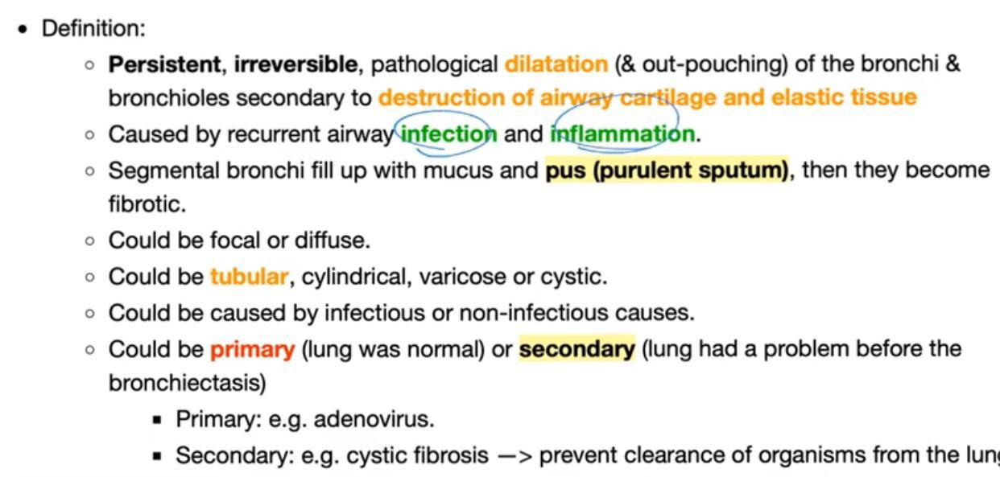 • Definition:
◦ Persistent, irreversible, pathological dilatation (& out-pouching) of the bronchi &
bronchioles secondary to destruction of airway cartilage and elastic tissue
◦ Caused by recurrent airway infection and inflammation.
◦ Segmental bronchi fill up with mucus and pus (purulent sputum), then they become
fibrotic.
◦ Could be focal or diffuse.
◦ Could be tubular, cylindrical, varicose or cystic.
◦ Could be caused by infectious or non-infectious causes.
◦ Could be primary (lung was normal) or secondary (lung had a problem before the
bronchiectasis)
▪ Primary: e.g. adenovirus.
▪ Secondary: e.g. cystic fibrosis —> prevent clearance of organisms from the lung